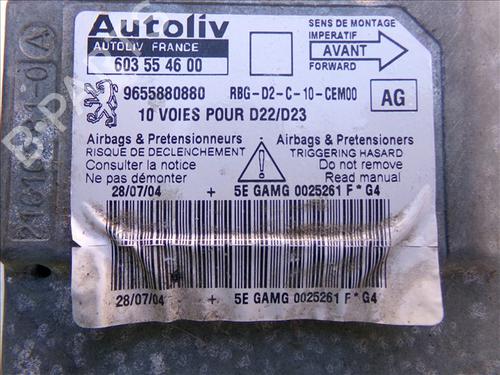 Autoliv
AUTOLIV FRANCE
603 55 46 00
SENS DE MONTAGE
IMPERATIF
AVANT
FORWARD
9655880880 RBG-D2-C-10-CEM00
AG
10 VOIES POUR D22/D23
Airbags & Pretensionneurs
RISQUE DE DECLENCHEMENT
Consulter la notice
Ne pas démonter
Airbags & Pretensioners
TRIGGERING HASARD
Do not remove
Read manual
28/07/04 + 5E GAMG 0025261 F * G4
28/07/04 + 5E GAMG 0025261 F * G4